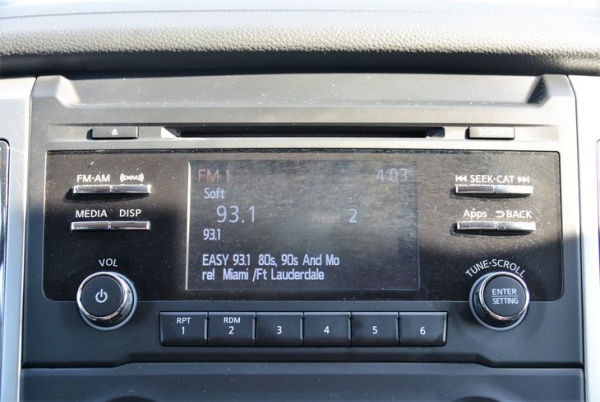 FM 1 4:03
Soft
93.1 Preset 2
93.1
EASY 93.1 80s, 90s And Mo
re! Miami /Ft Lauderdale
FM·AM
MEDIA DISP
VOL
SEEK·CAT
Apps BACK
TUNE·SCROLL
ENTER
SETTING
RPT
1
RDM
2
3
4
5
6